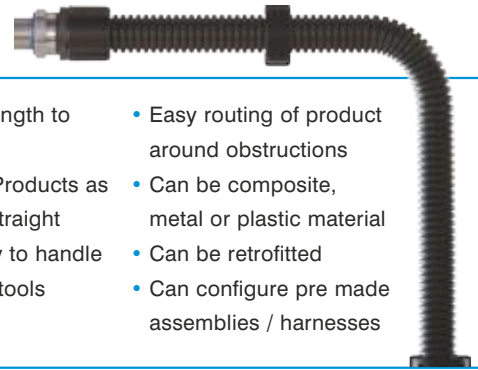 ngth to
Products as
traight
y to handle
tools
• Easy routing of product
around obstructions
• Can be composite,
metal or plastic material
• Can be retrofitted
• Can configure pre made
assemblies / harnesses